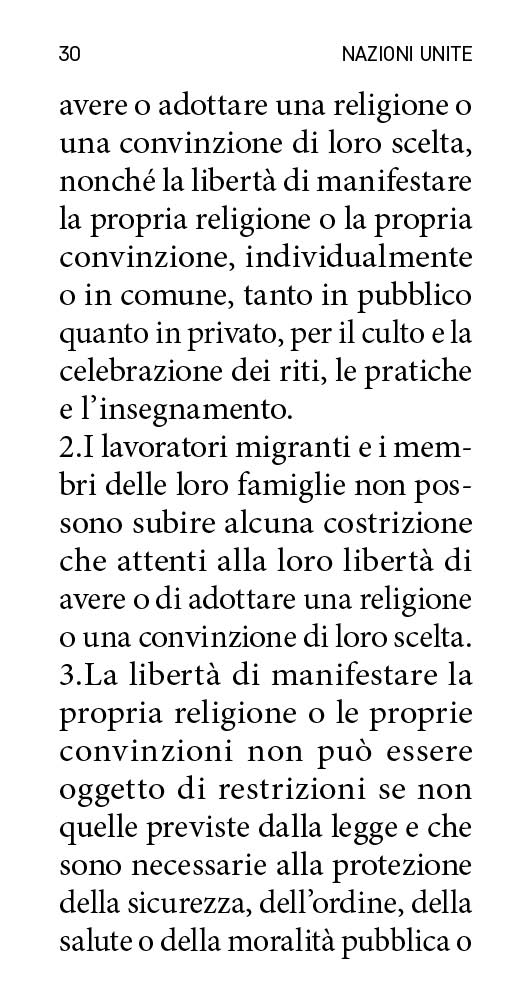 30 NAZIONI UNITE
avere o adottare una religione o
una convinzione di loro scelta,
nonché la libertà di manifestare
la propria religione o la propria
convinzione, individualmente
o in comune, tanto in pubblico
quanto in privato, per il culto e la
celebrazione dei riti, le pratiche
e l’insegnamento.
2.I lavoratori migranti e i mem-
bri delle loro famiglie non pos-
sono subire alcuna costrizione
che attenti alla loro libertà di
avere o di adottare una religione
o una convinzione di loro scelta.
3.La libertà di manifestare la
propria religione o le proprie
convinzioni non può essere
oggetto di restrizioni se non
quelle previste dalla legge e che
sono necessarie alla protezione
della sicurezza, dell’ordine, della
salute o della moralità pubblica o